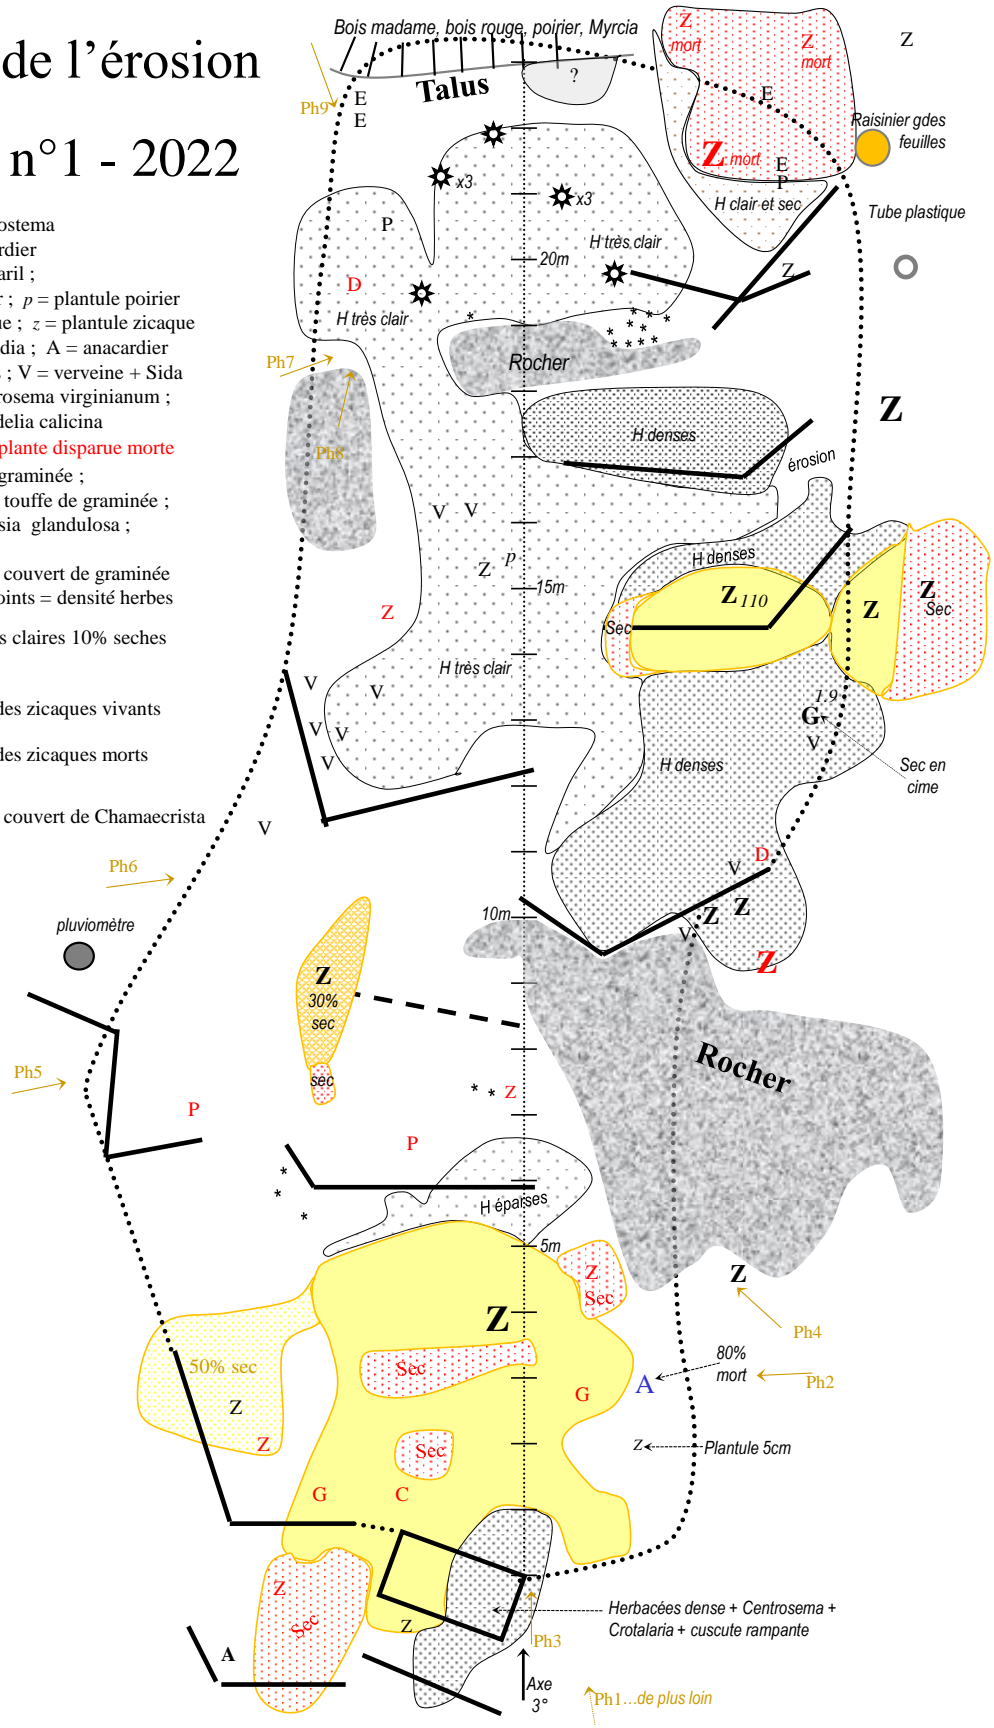 Bois madame, bois rouge, poirier, Myrcia
de l'érosion
n°1 - 2022
Talus
?
Ph9
E
E
Z
mort
Z
mort
Z
E
Raisinier gdes
feuilles
Z mort
E
P
H clair et sec
x3
x3
P
Tube plastique
H très clair
20m
Z
D
H très clair
*
* * * * * * * * *
Rocher
Ph7
Ph8
Z
H denses
érosion
ostema
rdier
aril ;
r ; p = plantule poirier
ue ; z = plantule zicaque
dia ; A = anacardier
s ; V = verveine + Sida
rosema virginianum ;
delia calicina
plante disparue morte
graminée ;
touffe de graminée ;
sia glandulosa ;
couvert de graminée
oints = densité herbes
s claires 10% seches
des zicaques vivants
des zicaques morts
couvert de Chamaecrista
V V
p
Z
15m
H denses
Z 110
Z
Z
Sec
Sec
Z
H très clair
V
V
V
V
V
1.9
G
V
H denses
Sec en
cime
V
D
V
Ph6
10m
Z
Z
V
Z
pluviomètre
Z
30%
sec
sec
Rocher
Ph5
* *
Z
P
P
*
*
*
H éparses
5m
Z
Sec
Z
Z
Ph4
50% sec
Sec
80%
mort
Ph2
A
G
Z
Z
Sec
z
Plantule 5cm
G
C
Z
Sec
Z
Herbacées dense + Centrosema +
Crotalaria + cuscute rampante
Ph3
A
Axe
3°
Ph1...de plus loin